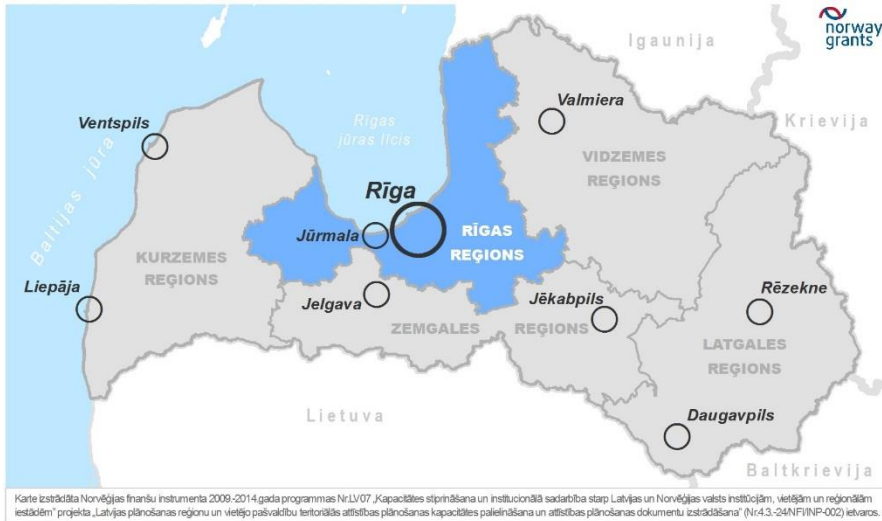 norway
grants
Igaunija
Ventspils
Valmiera
Rīgas
jūras līcis
Krievija
VIDZEMES
REĢIONS
Baltijas jūra
Rīga
Jūrmala
RĪGAS
REĢIONS
KURZEMES
REĢIONS
Liepāja
Jelgava
Jēkabpils
Rēzekne
ZEMGALES REĢIONS
LATGALES
REĢIONS
Lietuva
Daugavpils
Baltkrievija
Karte izstrādāta Norvēģijas finanšu instrumenta 2009.-2014.gada programmas Nr.LV07 „Kapacitātes stiprināšana un institucionālā sadarbība starp Latvijas un Norvēģijas valsts institūcijām, vietējām un reģionālām
iestādēm” projekta „Latvijas plānošanas reģionu un vietējo pašvaldību teritoriālās attīstības plānošanas kapacitātes palielināšana un attīstības plānošanas dokumentu izstrādāšana” (Nr.4.3.-24/NFI/INP-002) ietvaros.